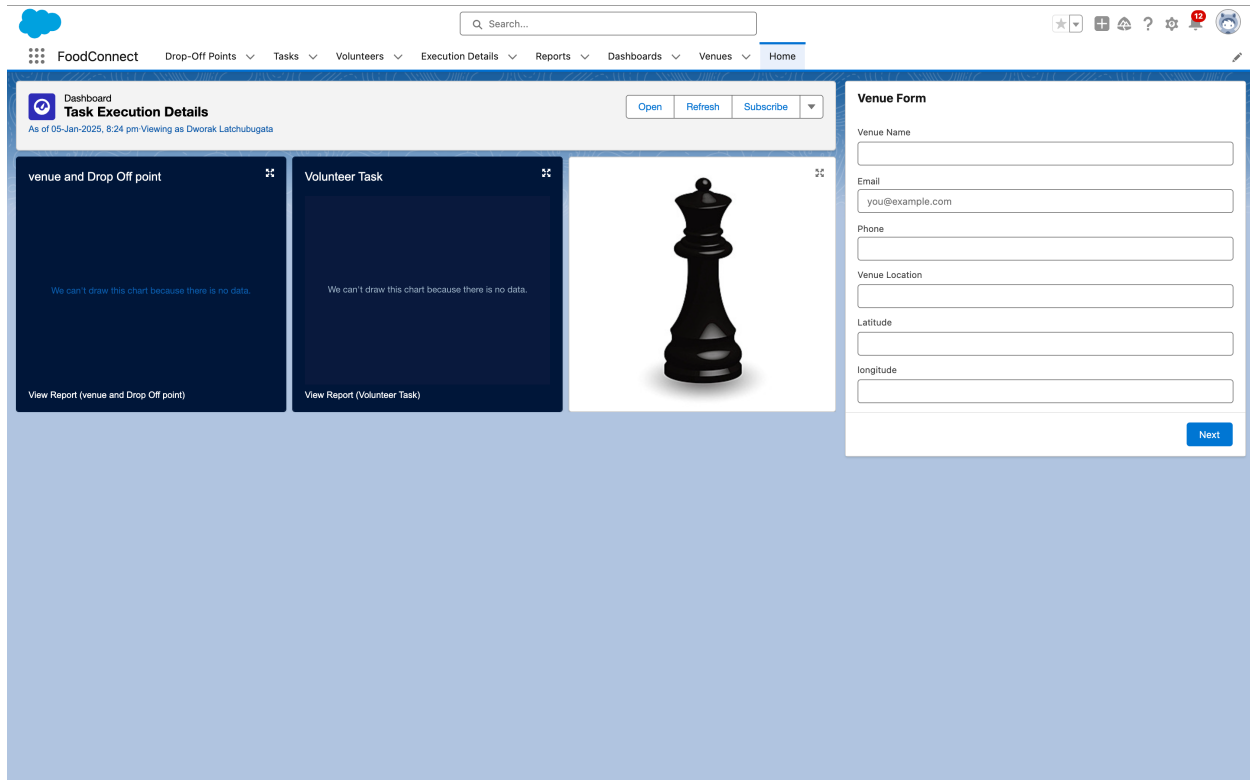 Search...
12
FoodConnect
Drop-Off Points
Tasks
Volunteers
Execution Details
Reports
Dashboards
Venues
Home
Dashboard
Task Execution Details
As of 05-Jan-2025, 8:24 pm·Viewing as Dworak Latchubugata
Open
Refresh
Subscribe
venue and Drop Off point
We can't draw this chart because there is no data.
View Report (venue and Drop Off point)
Volunteer Task
We can't draw this chart because there is no data.
View Report (Volunteer Task)
Venue Form
Venue Name
Email
you@example.com
Phone
Venue Location
Latitude
longitude
Next